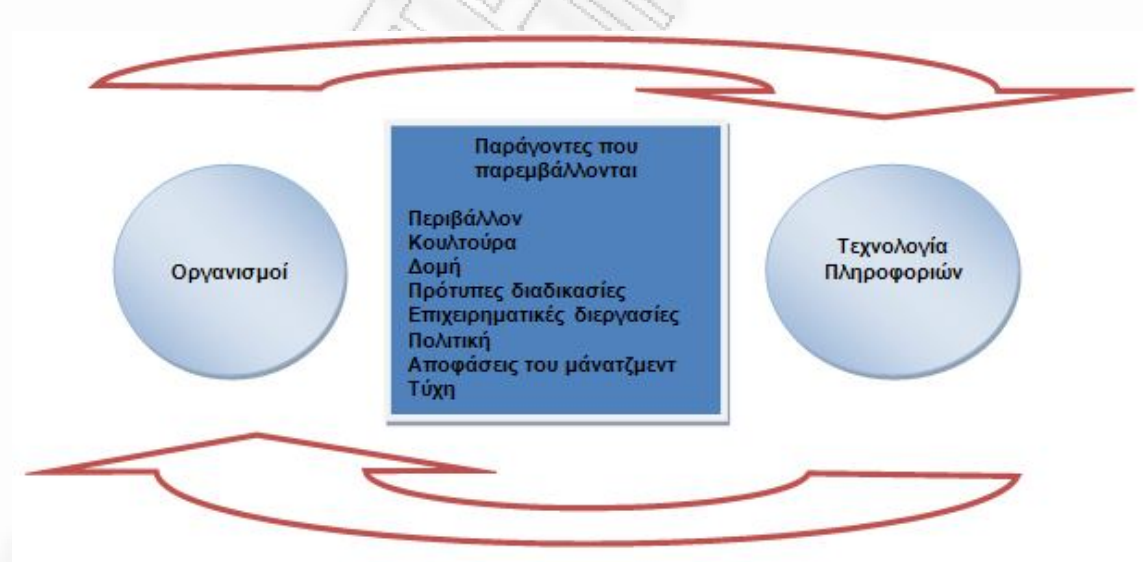 Παράγοντες που
παρεμβάλλονται
Περιβάλλον
Κουλτούρα
Δομή
Πρότυπες διαδικασίες
Επιχειρηματικές διεργασίες
Πολιτική
Αποφάσεις του μάνατζμεντ
Τύχη
Οργανισμοί
Τεχνολογία
Πληροφοριών